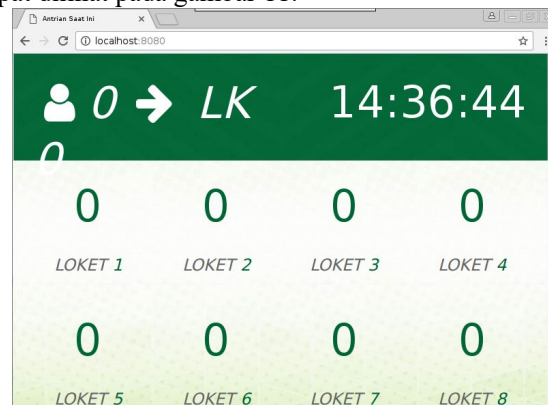 pat dilihat pada gambar 11.
Antrian Saat Ini
localhost:8080
0 LK 14:36:44
0
0 0 0 0
LOKET 1 LOKET 2 LOKET 3 LOKET 4
0 0 0 0
LOKET 5 LOKET 6 LOKET 7 LOKET 8